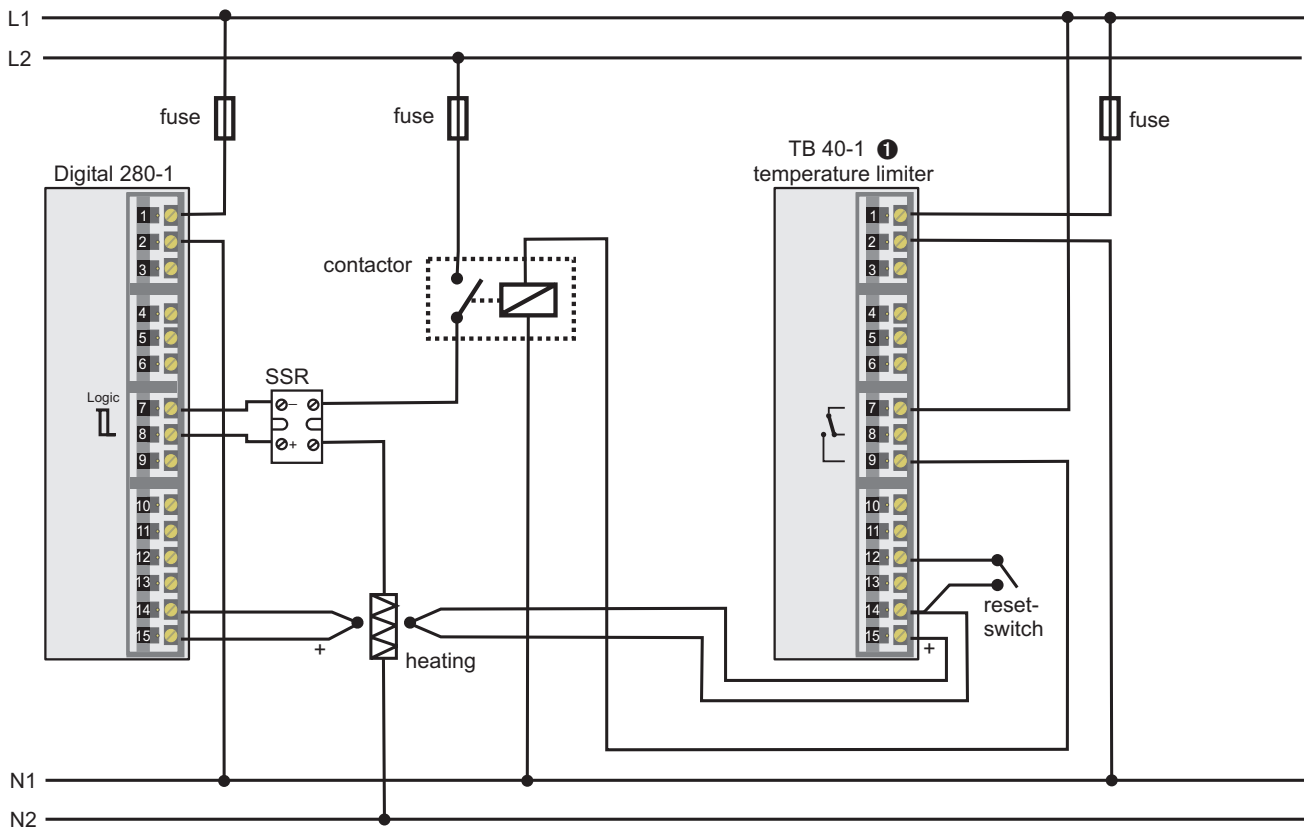 L1
L2
fuse
fuse
fuse
Digital 280-1
TB 40-1 ❶
temperature limiter
1
2
3
4
5
6
Logic
7
8
9
10
11
12
13
14
15
contactor
SSR
−
+
+
heating
1
2
3
4
5
6
7
8
9
10
11
12
13
14
15
+
reset-
switch
N1
N2